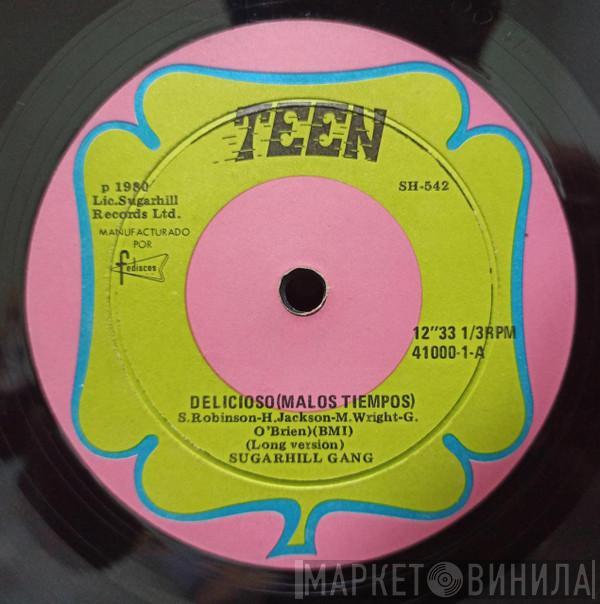 TEEN
p 1980
Lic.Sugarhill
Records Ltd.
SH-542
MANUFACTURADO
POR
fediscos
12"33 1/3RPM
41000-1-A
DELICIOSO(MALOS TIEMPOS)
S.Robinson-H.Jackson-M.Wright-G.
O'Brien)(BMI)
(Long version)
SUGARHILL GANG
МАРКЕТ ВИНИЛА